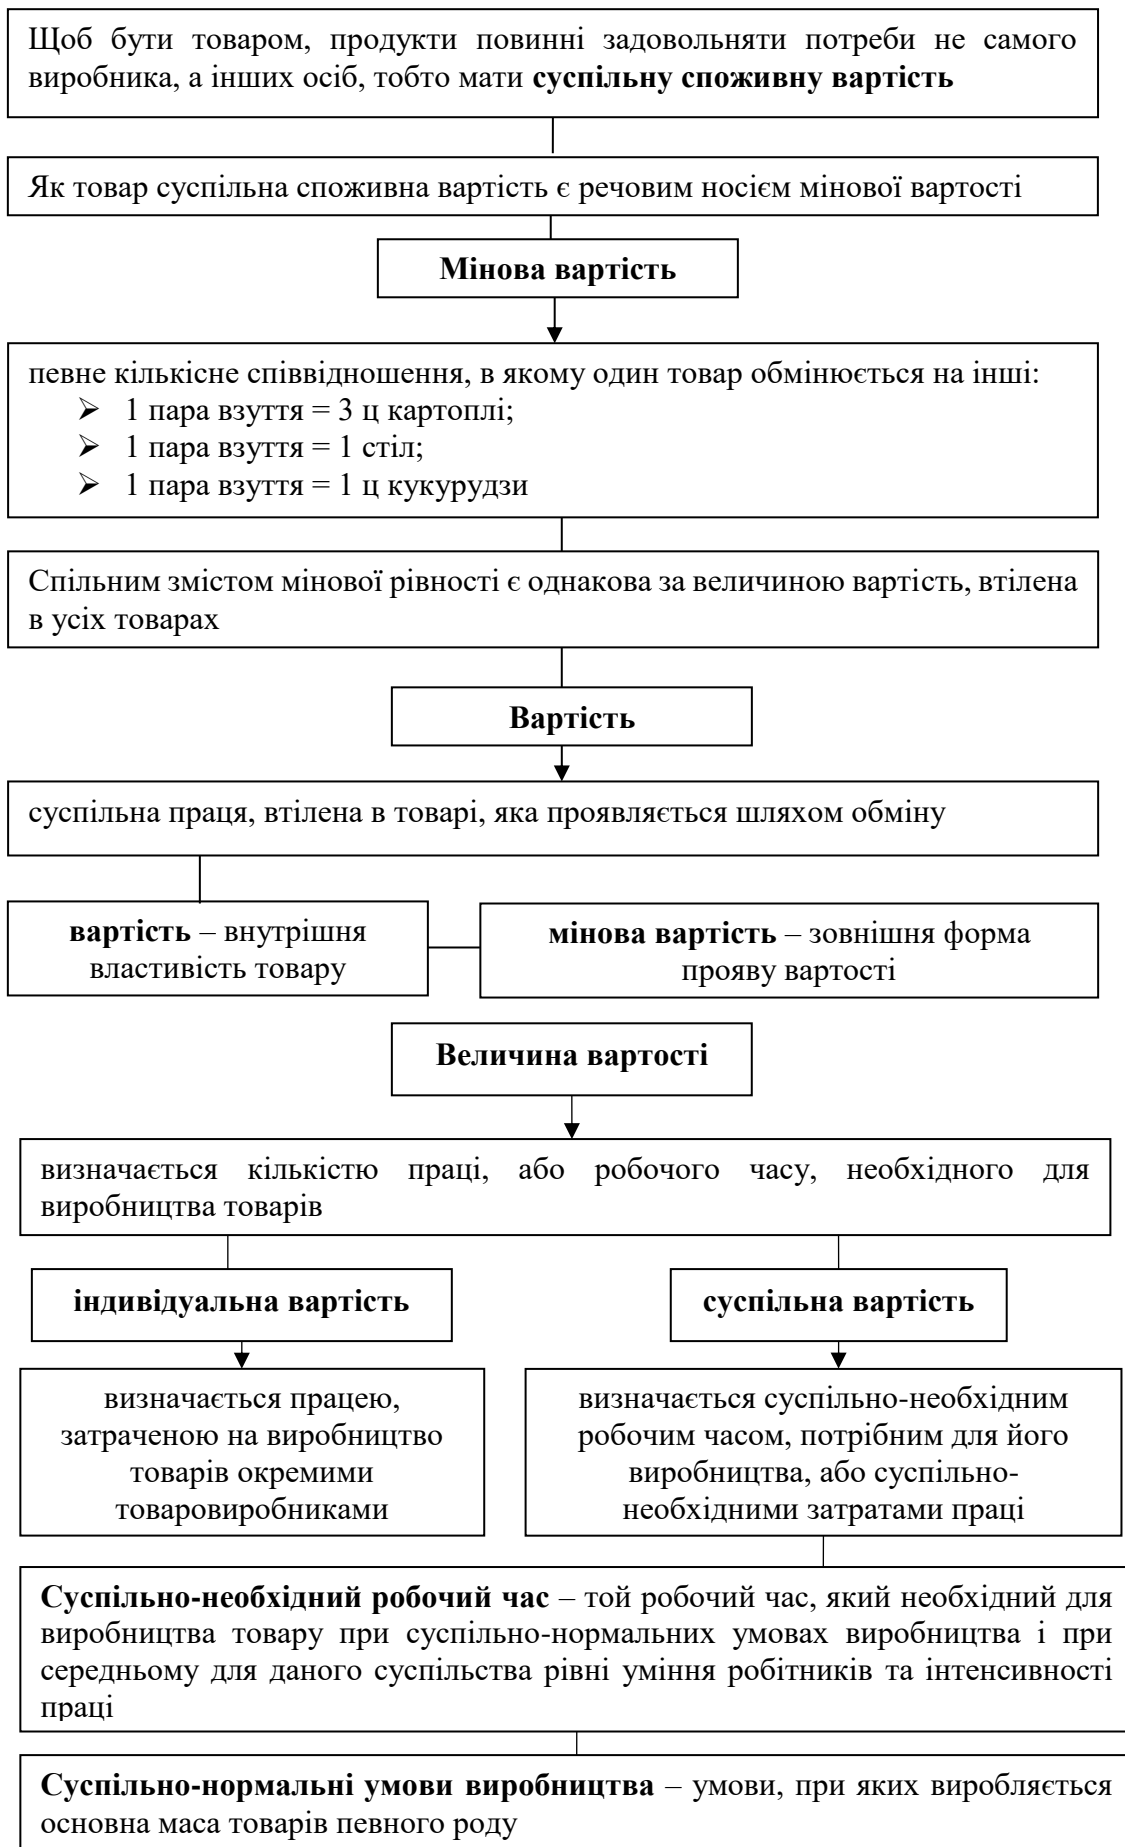 Щоб бути товаром, продукти повинні задовольняти потреби не самого
виробника, а інших осіб, тобто мати суспільну споживну вартість
Як товар суспільна споживна вартість є речовим носієм мінової вартості
Мінова вартість
певне кількісне співвідношення, в якому один товар обмінюється на інші:
➢ 1 пара взуття = 3 ц картоплі;
➢ 1 пара взуття = 1 стіл;
➢ 1 пара взуття = 1 ц кукурудзи
Спільним змістом мінової рівності є однакова за величиною вартість, втілена
в усіх товарах
Вартість
суспільна праця, втілена в товарі, яка проявляється шляхом обміну
вартість – внутрішня
властивість товару
мінова вартість – зовнішня форма
прояву вартості
Величина вартості
визначається кількістю праці, або робочого часу, необхідного для
виробництва товарів
індивідуальна вартість
суспільна вартість
визначається працею,
затраченою на виробництво
товарів окремими
товаровиробниками
визначається суспільно-необхідним
робочим часом, потрібним для його
виробництва, або суспільно-
необхідними затратами праці
Суспільно-необхідний робочий час – той робочий час, який необхідний для
виробництва товару при суспільно-нормальних умовах виробництва і при
середньому для даного суспільства рівні уміння робітників та інтенсивності
праці
Суспільно-нормальні умови виробництва – умови, при яких виробляється
основна маса товарів певного роду